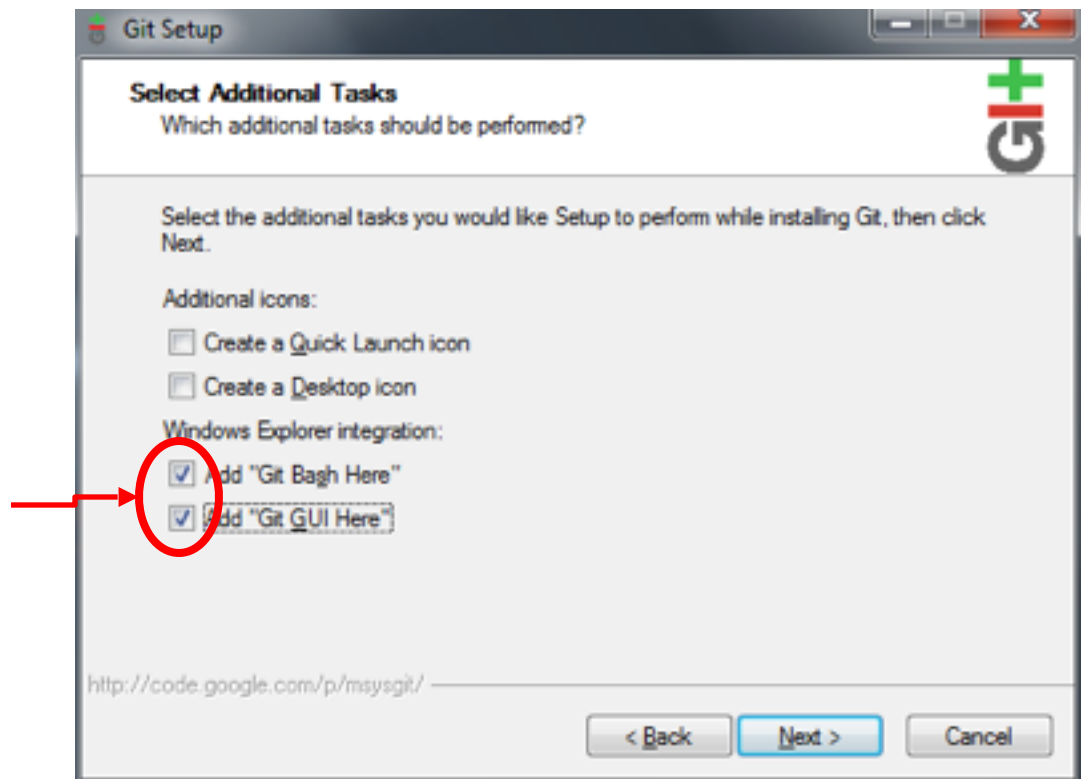 Git Setup
Select Additional Tasks
Which additional tasks should be performed?
Git
Select the additional tasks you would like Setup to perform while installing Git, then click
Next.
Additional icons:
Create a Quick Launch icon
Create a Desktop icon
Windows Explorer integration:
Add "Git Bash Here"
Add "Git GUI Here"
http://code.google.com/p/msysgit/
< Back
Next >
Cancel